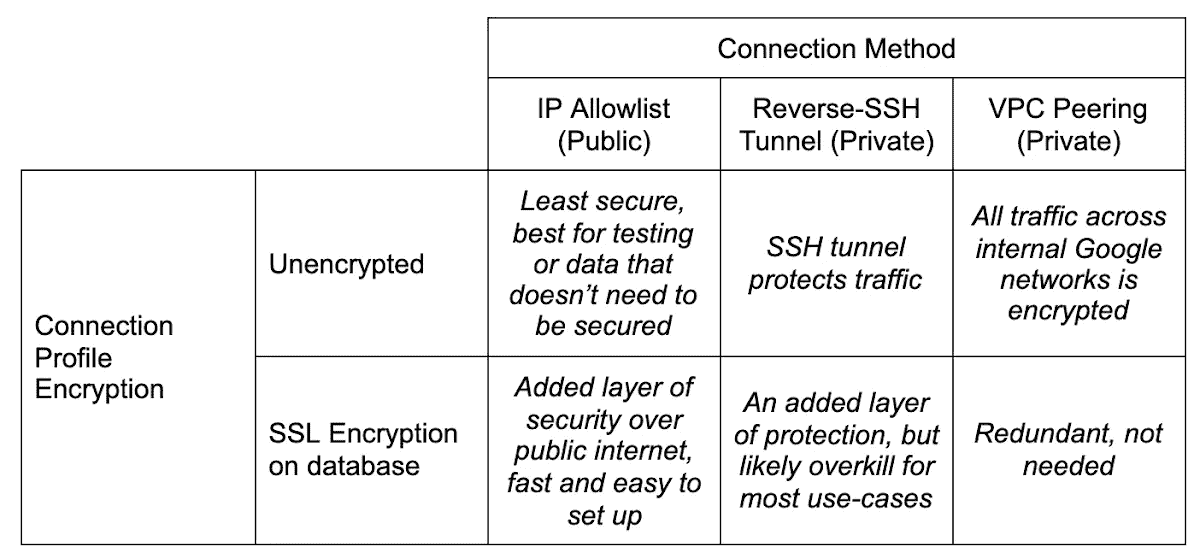 Connection Method
IP Allowlist
(Public)
Reverse-SSH
Tunnel (Private)
VPC Peering
(Private)
Connection
Profile
Encryption
Unencrypted
Least secure,
best for testing
or data that
doesn’t need to
be secured
SSH tunnel
protects traffic
All traffic across
internal Google
networks is
encrypted
SSL Encryption
on database
Added layer of
security over
public internet,
fast and easy to
set up
An added layer
of protection, but
likely overkill for
most use-cases
Redundant, not
needed